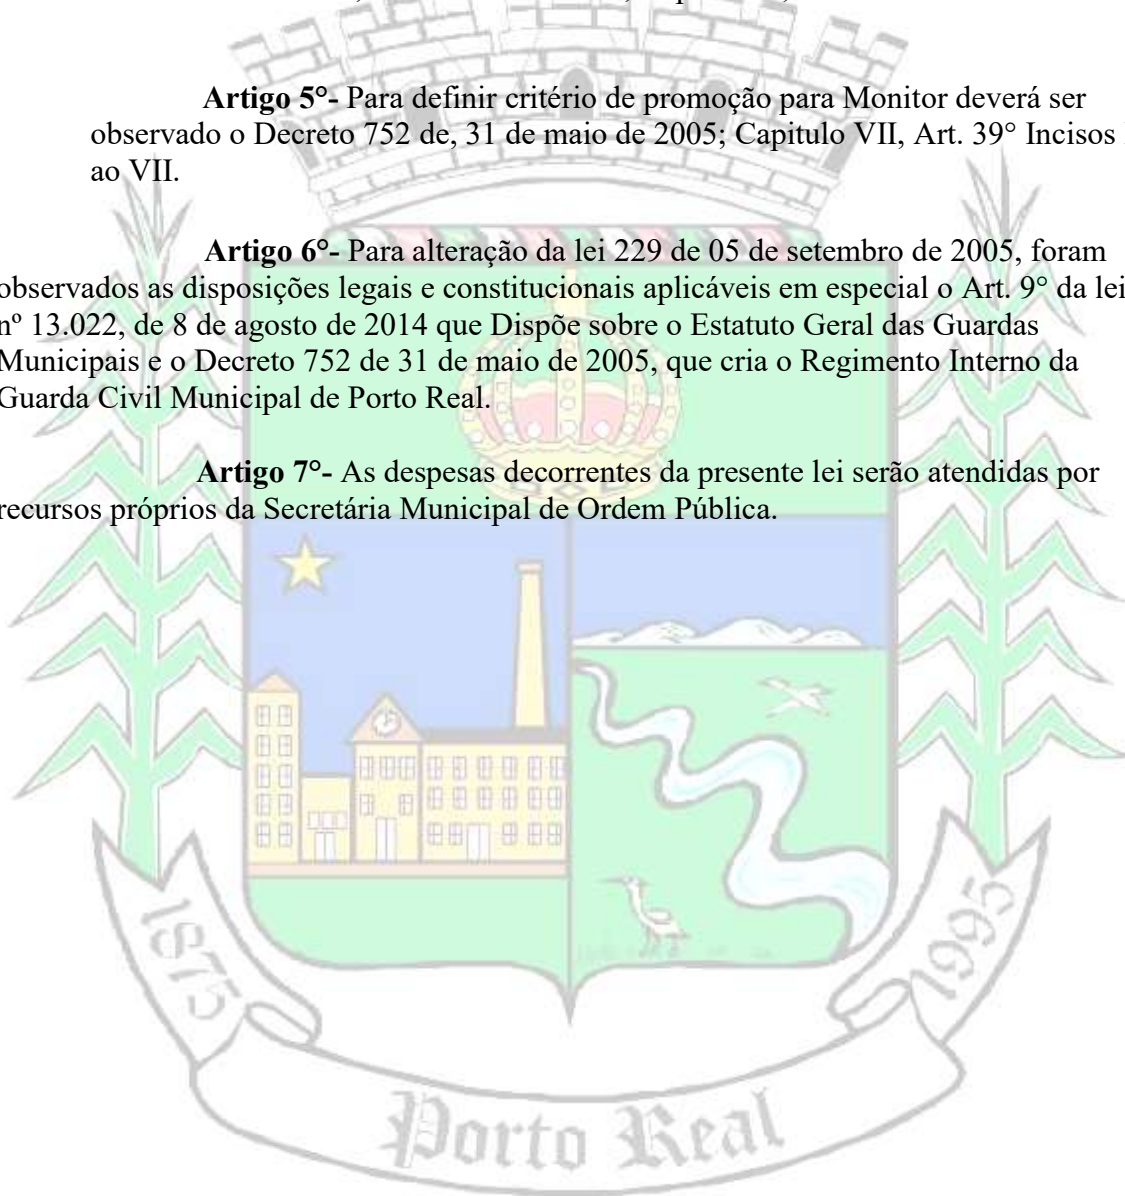 Artigo 5°- Para definir critério de promoção para Monitor deverá ser
observado o Decreto 752 de, 31 de maio de 2005; Capitulo VII, Art. 39° Incisos
ao VII.
Artigo 6°- Para alteração da lei 229 de 05 de setembro de 2005, foram
observados as disposições legais e constitucionais aplicáveis em especial o Art. 9° da lei
nº 13.022, de 8 de agosto de 2014 que Dispõe sobre o Estatuto Geral das Guardas
Municipais e o Decreto 752 de 31 de maio de 2005, que cria o Regimento Interno da
Guarda Civil Municipal de Porto Real.
Artigo 7°- As despesas decorrentes da presente lei serão atendidas por
recursos próprios da Secretária Municipal de Ordem Pública.
1875
1995
Porto Real